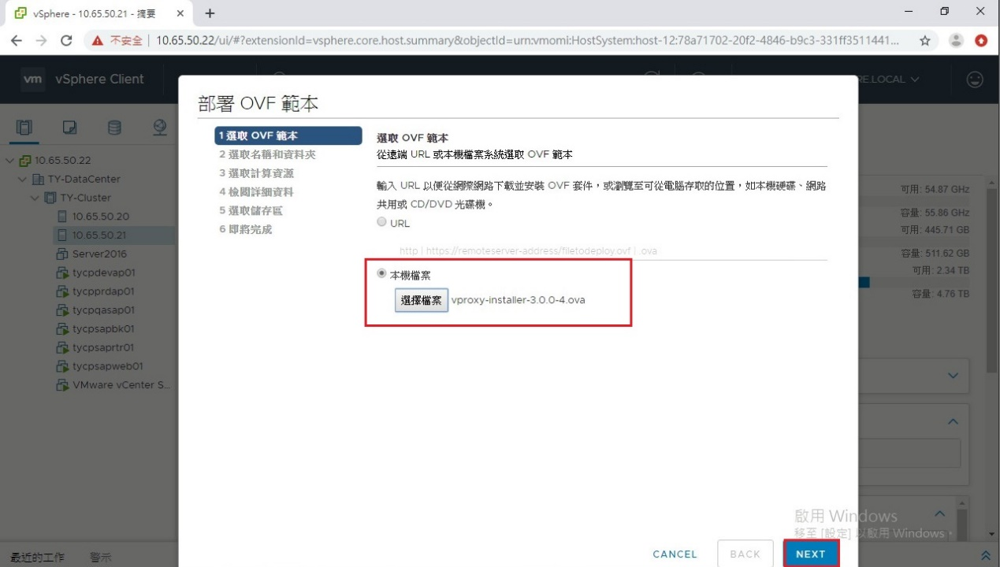 vSphere - 10.65.50.21 - 摘要
不安全 | 10.65.50.22/ui/#?extensionId=vsphere.core.host.summary&objectId=urn:vmomi:HostSystem:host-12:78a71702-20f2-4846-b9c3-331ff3511441...
vm vSphere Client
RE.LOCAL
部署 OVF 範本
1 選取 OVF 範本
2 選取名稱和資料夾
3 選取計算資源
4 檢閱詳細資料
5 選取儲存區
6 即將完成
選取 OVF 範本
從遠端 URL 或本機檔案系統選取 OVF 範本
輸入 URL 以便從網際網路下載並安裝 OVF 套件，或瀏覽至可從電腦存取的位置，如本機硬碟、網路
共用或 CD/DVD 光碟機。
URL
http | https://remoteserver-address/filetodeploy.ovf | .ova
本機檔案
選擇檔案 vproxy-installer-3.0.0-4.ova
10.65.50.22
TY-DataCenter
TY-Cluster
10.65.50.20
10.65.50.21
Server2016
tycpdevap01
tycpprdap01
tycpqasap01
tycpsapbk01
tycpsaprtr01
tycpsapweb01
VMware vCenter S...
可用: 54.87 GHz
容量: 55.86 GHz
可用: 445.71 GB
容量: 511.62 GB
可用: 2.34 TB
容量: 4.76 TB
啟用 Windows
移至 [設定] 以啟用 Windows。
CANCEL BACK NEXT
最近的工作 警示